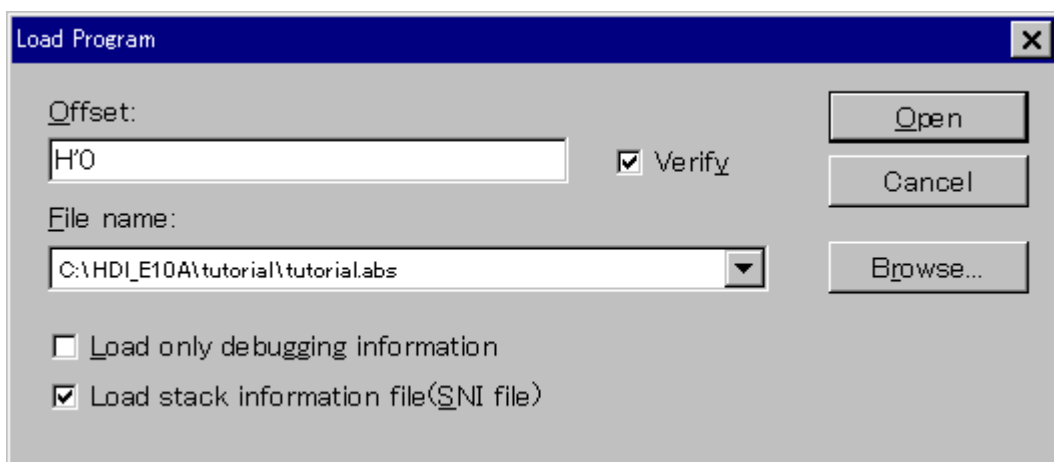 Load Program
Offset:
H'0
Verify
Open
Cancel
File name:
C:\HDI_E10A\tutorial\tutorial.abs
Browse...
Load only debugging information
Load stack information file(SNI file)